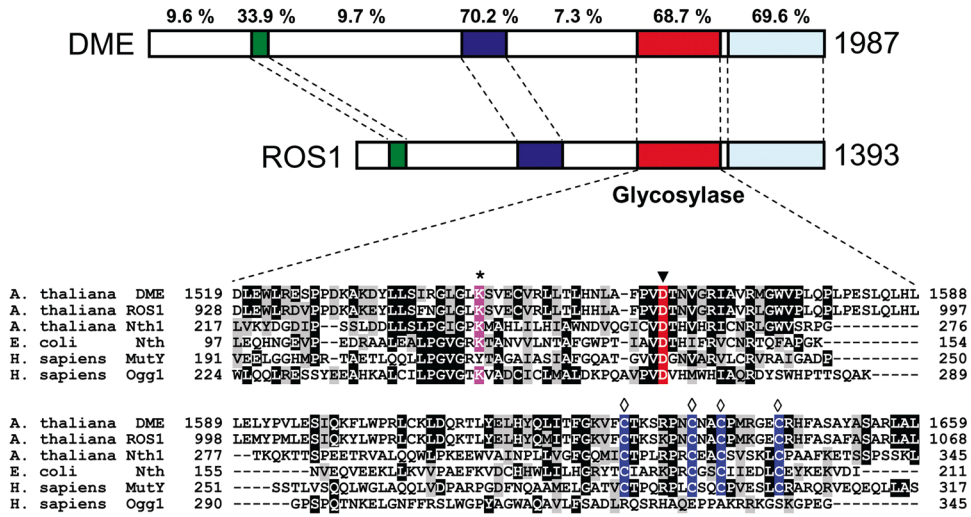 9.6 % 33.9 % 9.7 % 70.2 % 7.3 % 68.7 % 69.6 %
DME 1987
ROS1 1393
Glycosylase
* ▼
A. thaliana DME 1519 DLEWLRESPPDKAKDYLLSIRGLGLKSVECVRLLTLHNLA-FPVDTNVGRIAVRMGWVPLQPLPESLQLHL 1588
A. thaliana ROS1 928 DLEWLRDVPPDKAKEYLLSFNGLGLKSVECVRLLTLHHLA-FPVDTNVGRIAVRLGWVPLQPLPESLQLHL 997
A. thaliana Nth1 217 LVKYDGDIP--SSLDDLLSLPGIGPKMAHLILHIAWNDVQGICVDTHVHRICNRLGWVSRPG--------- 276
E. coli Nth 97 LEQHNGEVP--EDRAALEALPGVGRKTANVVLNTAFGWPT-IAVDTHIFRVCNRTQFAPGK---------- 154
H. sapiens MutY 191 VEELGGHMPR-TAETLQQLLPGVGRYTAGAIASIAFGQAT-GVVDGNVARVLCRVRAIGADP--------- 250
H. sapiens Ogg1 224 WLQQLRESSYEEAHKALCILPGVGTKVADCICLMALDKPQAVPVDVHMWHIAQRDYSWHPTTSQAK----- 289
◊ ◊ ◊ ◊
A. thaliana DME 1589 LELYPVLESIQKFLWPRLCKLDQRTLYELHYQLITFGKVFCTKSRPNCNACPMRGECRHFASAYASARLAL 1659
A. thaliana ROS1 998 LEMYPMLESIQKYLWPRLCKLDQKTLYELHYQMITFGKVFCTKSKPNCNACPMKGECRHFASAFASARLAL 1068
A. thaliana Nth1 277 --TKQKTTSPEETRVALQQWLPKEEWVAINPLLVGFGQMICTPLRPRCEACSVSKLCPAAFKETSSPSSKL 345
E. coli Nth 155 --------NVEQVEEKLLKVVPAEFKVDCHHWLILHGRYTCIARKPRCGSCIIEDLCEYKEKVDI------ 211
H. sapiens MutY 251 ----SSTLVSQQLWGLAQQLVDPARPGDFNQAAMELGATVCTPQRPLCSQCPVESLCRARQRVEQEQLLAS 317
H. sapiens Ogg1 290 ------GPSPQTNKELGNFFRSLWGPYAGWAQAVLFSADLRQSRHAQEPPAKRRKGSKGPEG--------- 345